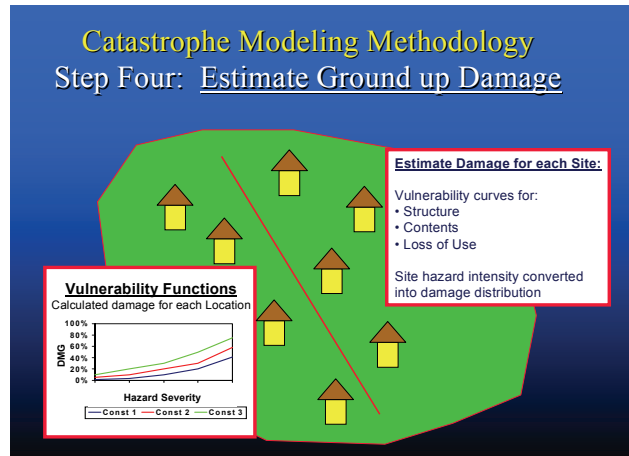 Catastrophe Modeling Methodology
Step Four: Estimate Ground up Damage
Estimate Damage for each Site:
Vulnerability curves for:
• Structure
• Contents
• Loss of Use
Site hazard intensity converted
into damage distribution
Vulnerability Functions
Calculated damage for each Location
100%
80%
60%
40%
20%
0%
DMG
Hazard Severity
Const 1 Const 2 Const 3